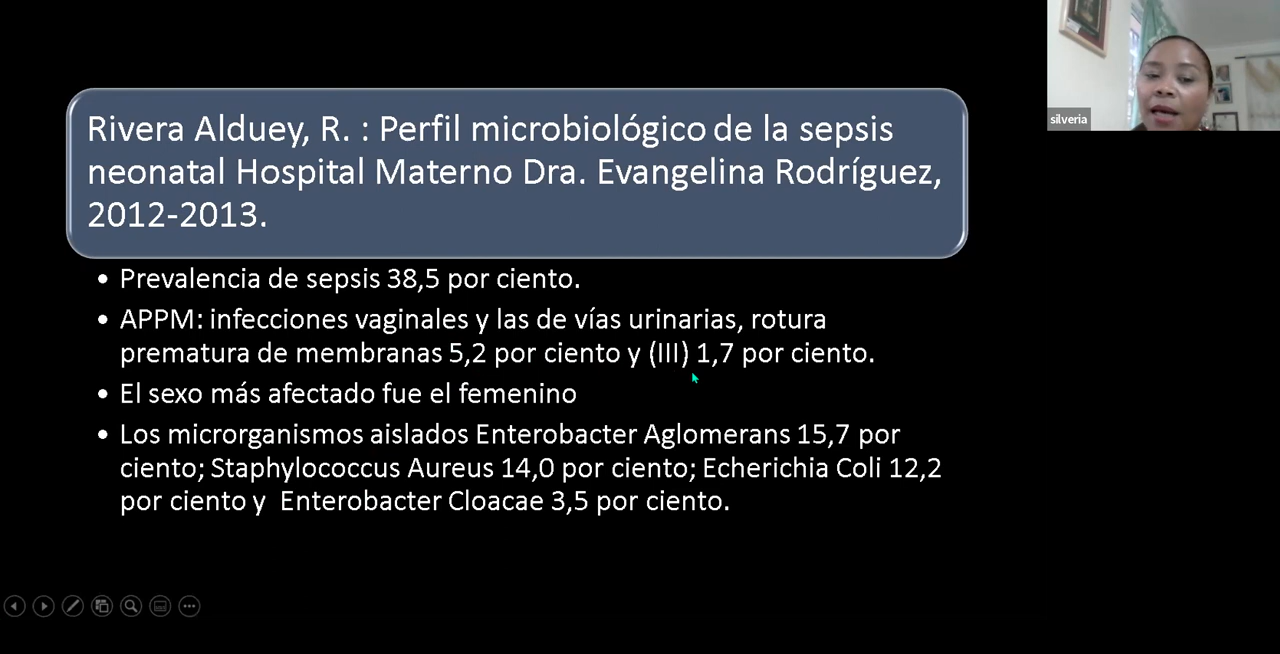 Rivera Alduey, R. : Perfil microbiológico de la sepsis
neonatal Hospital Materno Dra. Evangelina Rodríguez,
2012-2013.
• Prevalencia de sepsis 38,5 por ciento.
• APPM: infecciones vaginales y las de vías urinarias, rotura
prematura de membranas 5,2 por ciento y (III) 1,7 por ciento.
• El sexo más afectado fue el femenino
• Los microrganismos aislados Enterobacter Aglomerans 15,7 por
ciento; Staphylococcus Aureus 14,0 por ciento; Echerichia Coli 12,2
por ciento y Enterobacter Cloacae 3,5 por ciento.
silveria